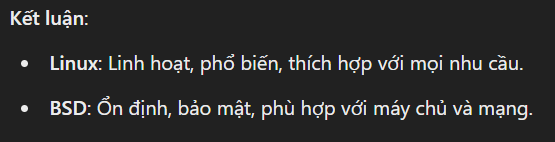 Kết luận:
• Linux: Linh hoạt, phổ biến, thích hợp với mọi nhu cầu.
• BSD: Ổn định, bảo mật, phù hợp với máy chủ và mạng.